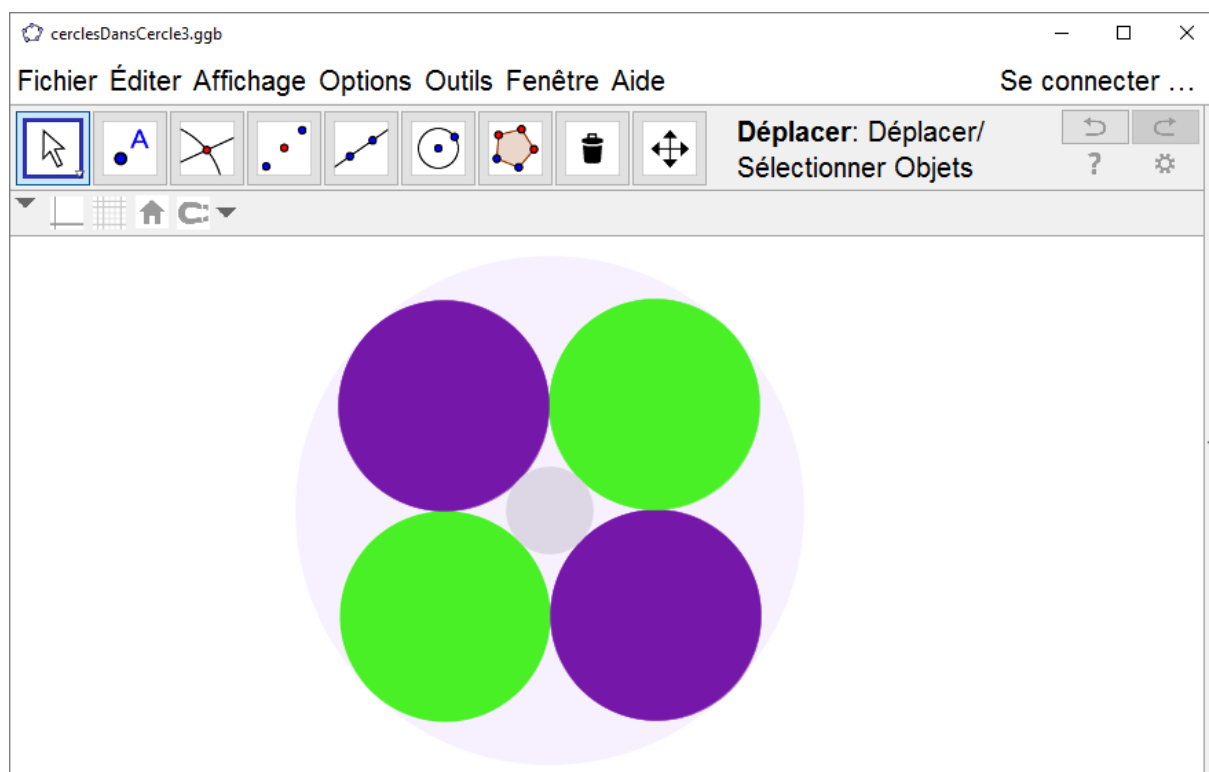 cerclesDansCercle3.ggb
Fichier Éditer Affichage Options Outils Fenêtre Aide
Se connecter ...
A
Déplacer: Déplacer/
Sélectionner Objets
?